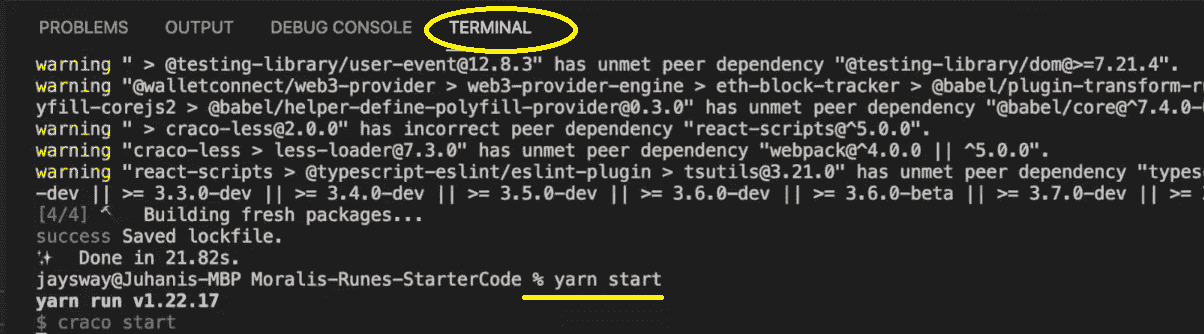 PROBLEMS OUTPUT DEBUG CONSOLE TERMINAL
warning " > @testing-library/user-event@12.8.3" has unmet peer dependency "@testing-library/dom@>=7.21.4".
warning "@walletconnect/web3-provider > web3-provider-engine > eth-block-tracker > @babel/plugin-transform-r
yfill-corejs2 > @babel/helper-define-polyfill-provider@0.3.0" has unmet peer dependency "@babel/core@^7.4.0-
warning " > craco-less@2.0.0" has incorrect peer dependency "react-scripts@^5.0.0".
warning "craco-less > less-loader@7.3.0" has unmet peer dependency "webpack@^4.0.0 || ^5.0.0".
warning "react-scripts > @typescript-eslint/eslint-plugin > tsutils@3.21.0" has unmet peer dependency "types
-dev || >= 3.3.0-dev || >= 3.4.0-dev || >= 3.5.0-dev || >= 3.6.0-dev || >= 3.6.0-beta || >= 3.7.0-dev || >=
[4/4] 🔨 Building fresh packages...
success Saved lockfile.
✨ Done in 21.82s.
jaysway@Juhanis-MBP Moralis-Runes-StarterCode % yarn start
yarn run v1.22.17
$ craco start